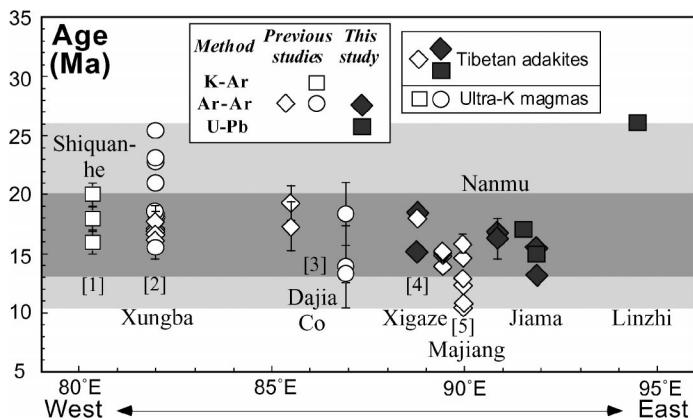 35
30
25
20
15
10
5
Age
(Ma)
Method Previous studies This study
K-Ar
Ar-Ar
U-Pb
Tibetan adakites
Ultra-K magmas
Shiquan-
he
Nanmu
[1]
[2]
[3]
[4]
[5]
Xungba
Dajia
Co
Xigaze
Majiang
Jiama
Linzhi
80°E
85°E
90°E
95°E
West
East